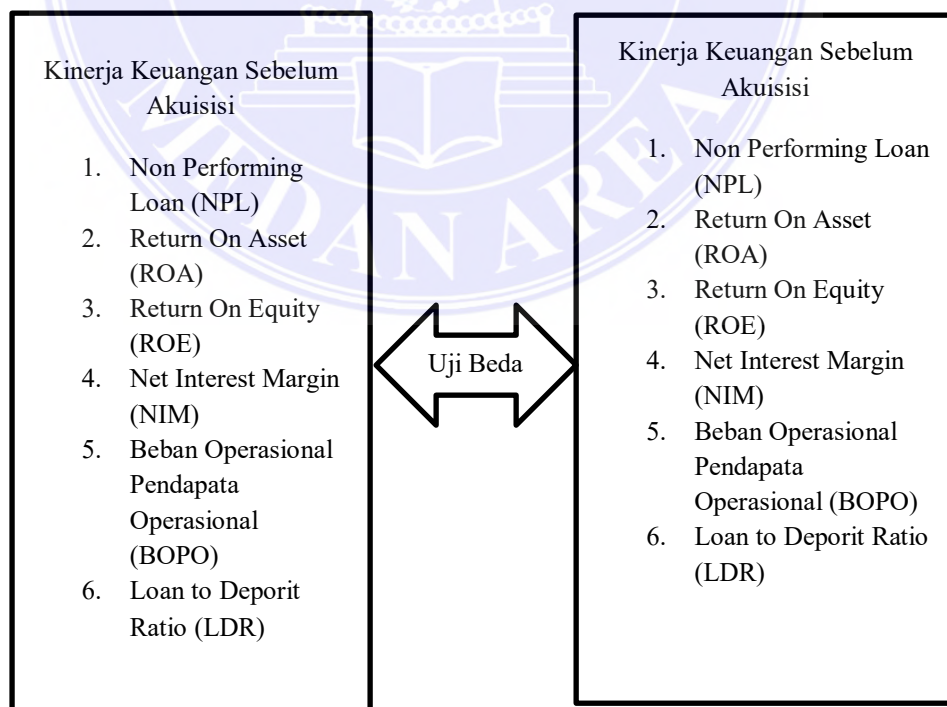 Kinerja Keuangan Sebelum
Akuisisi
1. Non Performing
Loan (NPL)
2. Return On Asset
(ROA)
3. Return On Equity
(ROE)
4. Net Interest Margin
(NIM)
5. Beban Operasional
Pendapata
Operasional
(BOPO)
6. Loan to Deporit
Ratio (LDR)
Uji Beda
Kinerja Keuangan Sebelum
Akuisisi
1. Non Performing Loan
(NPL)
2. Return On Asset
(ROA)
3. Return On Equity
(ROE)
4. Net Interest Margin
(NIM)
5. Beban Operasional
Pendapata
Operasional (BOPO)
6. Loan to Deporit Ratio
(LDR)
MEDAN AREA